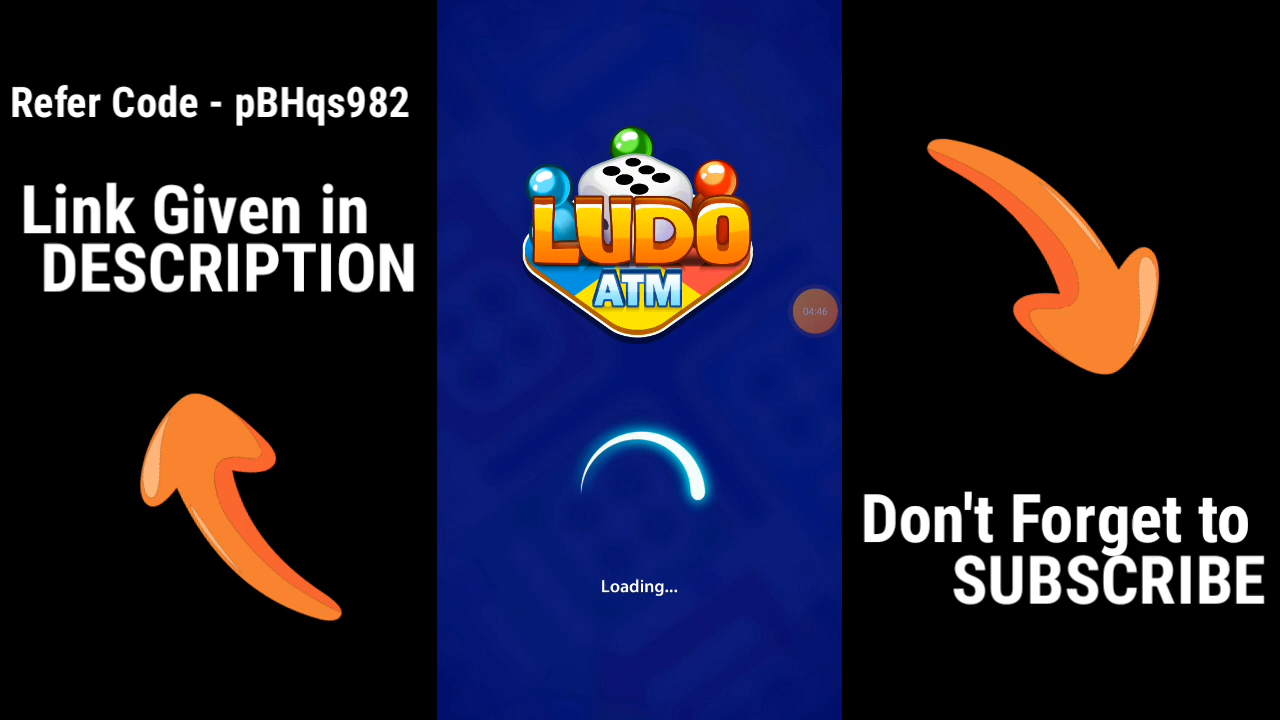 Refer Code - pBHqs982
Link Given in
DESCRIPTION
LUDO
ATM
04:46
Loading...
Don't Forget to
SUBSCRIBE